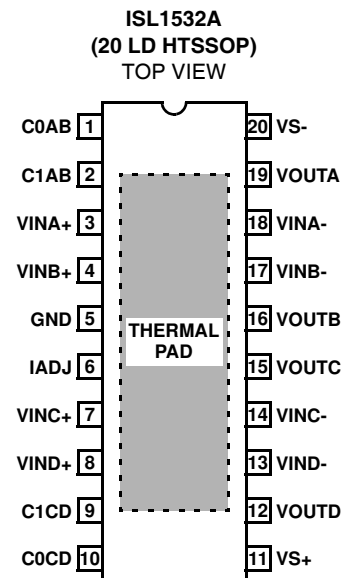 ISL1532A
(20 LD HTSSOP)
TOP VIEW
C0AB 1 20 VS-
C1AB 2 19 VOUTA
VINA+ 3 18 VINA-
VINB+ 4 17 VINB-
GND 5 16 VOUTB
THERMAL
PAD
IADJ 6 15 VOUTC
VINC+ 7 14 VINC-
VIND+ 8 13 VIND-
C1CD 9 12 VOUTD
C0CD 10 11 VS+